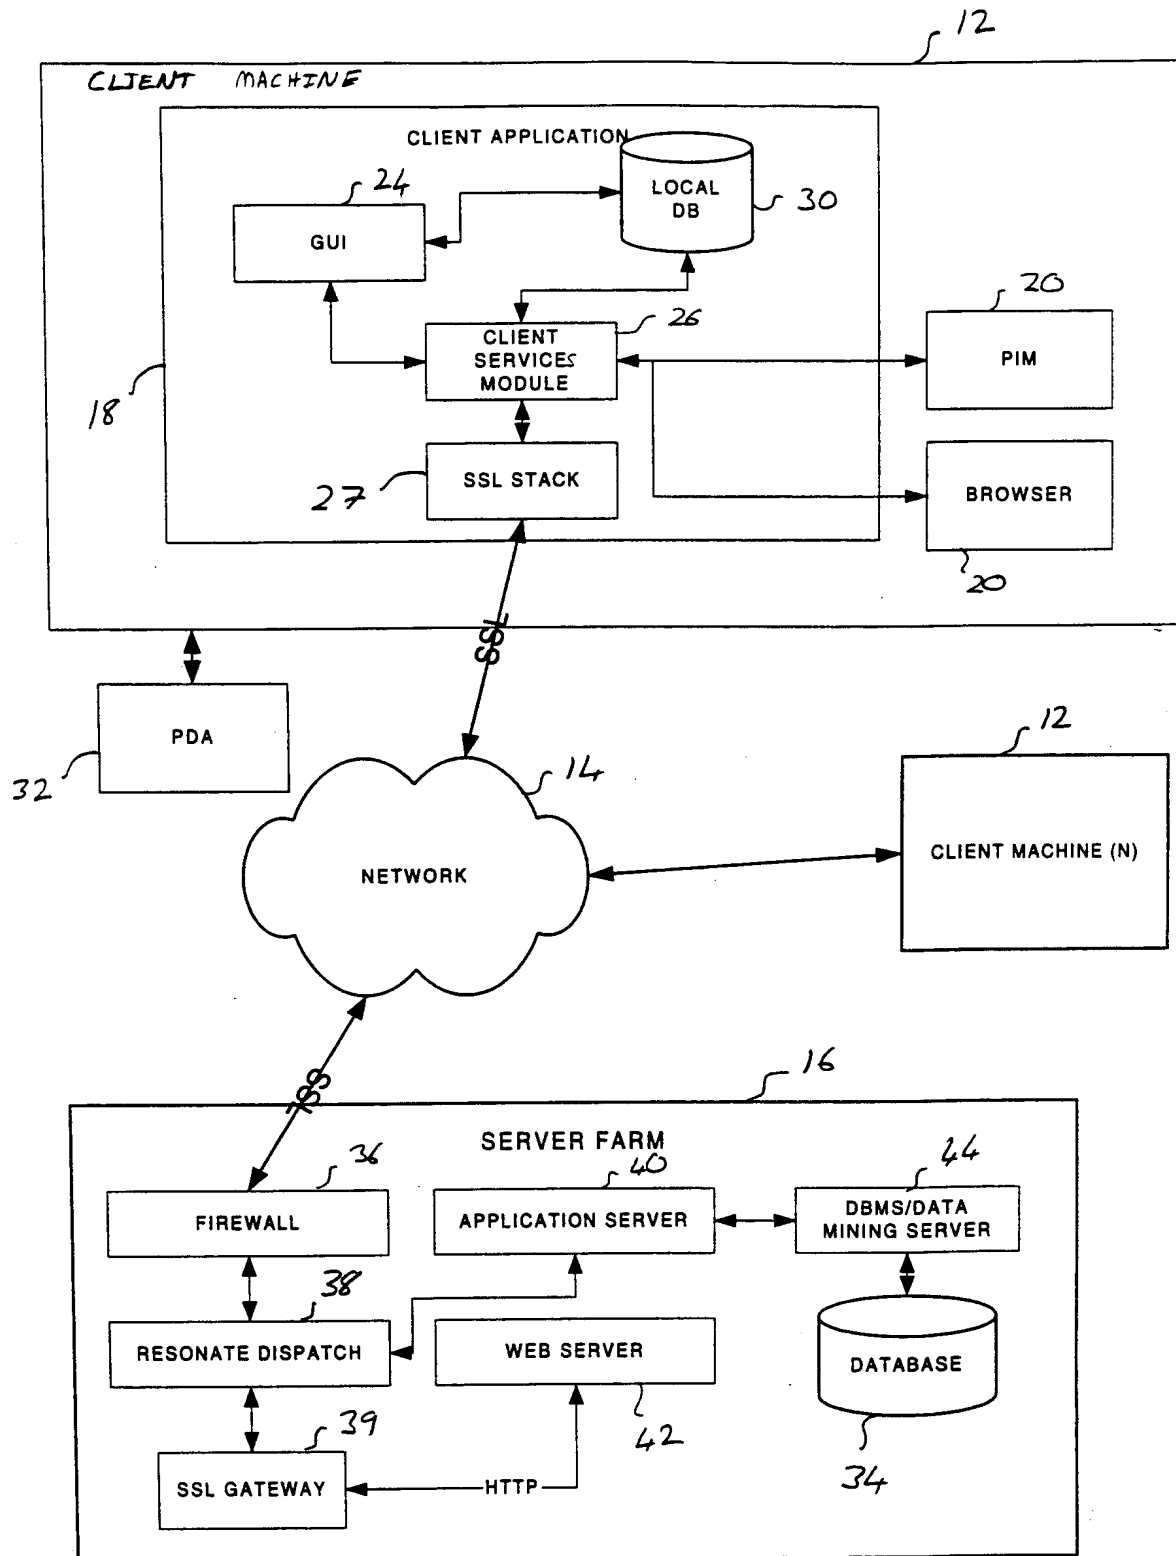 12
CLIENT MACHINE
CLIENT APPLICATION
24
GUI
LOCAL
DB
30
26
CLIENT
SERVICES
MODULE
20
PIM
18
27
SSL STACK
BROWSER
20
SSL
PDA
32
14
NETWORK
12
CLIENT MACHINE (N)
SSL
16
SERVER FARM
36
FIREWALL
40
APPLICATION SERVER
44
DBMS/DATA
MINING SERVER
38
RESONATE DISPATCH
WEB SERVER
42
DATABASE
34
39
SSL GATEWAY
HTTP